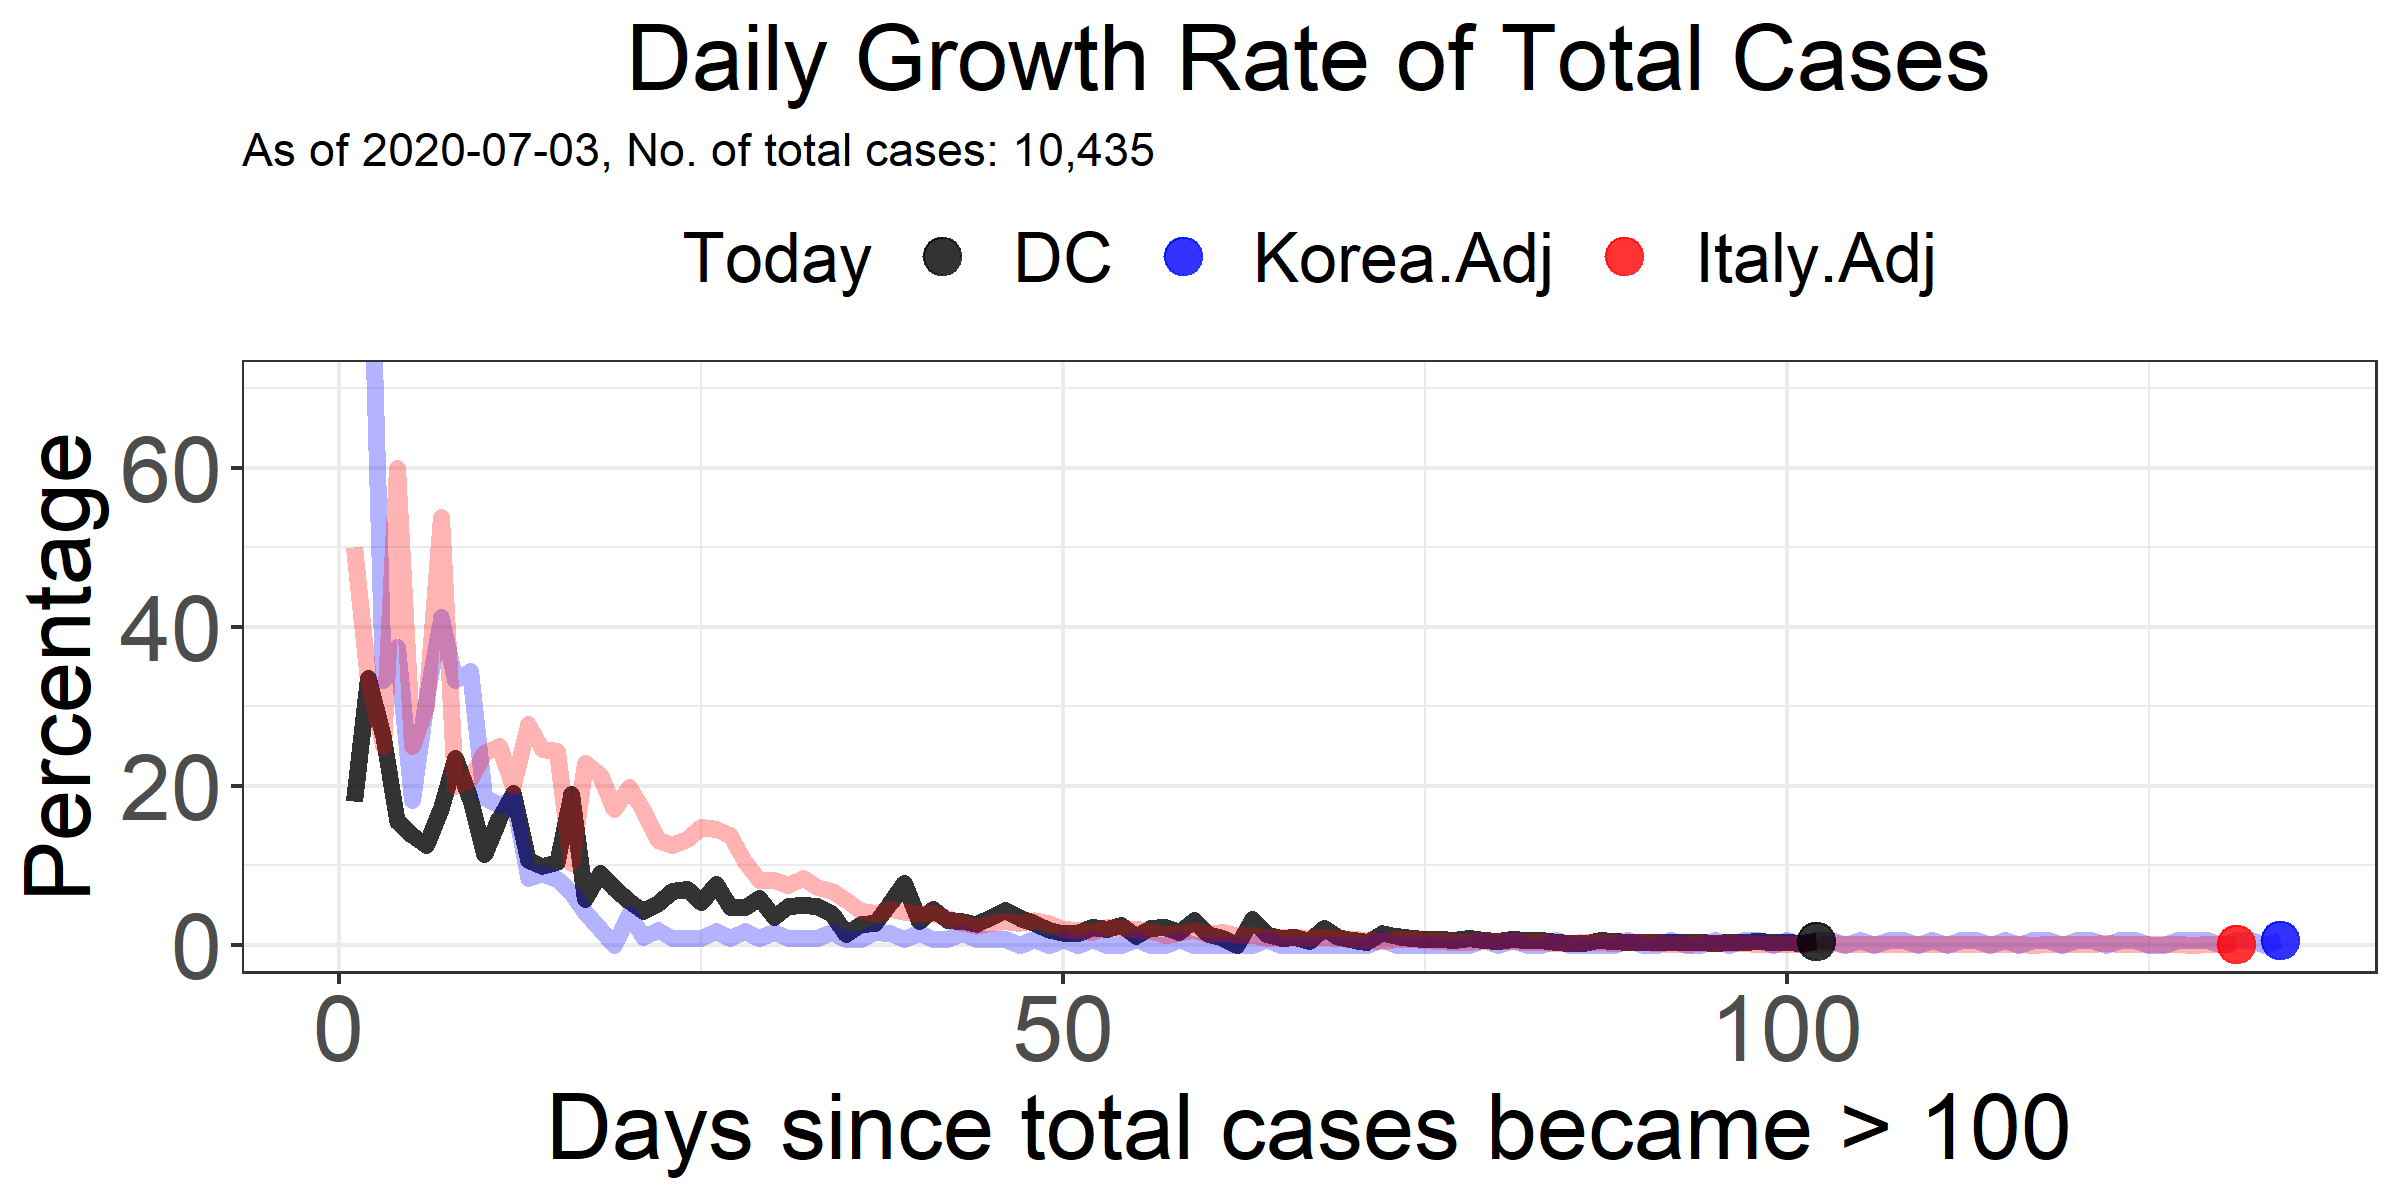 Daily Growth Rate of Total Cases
As of 2020-07-03, No. of total cases: 10,435
Today DC Korea.Adj Italy.Adj
Percentage
60
40
20
0
0 50 100
Days since total cases became > 100